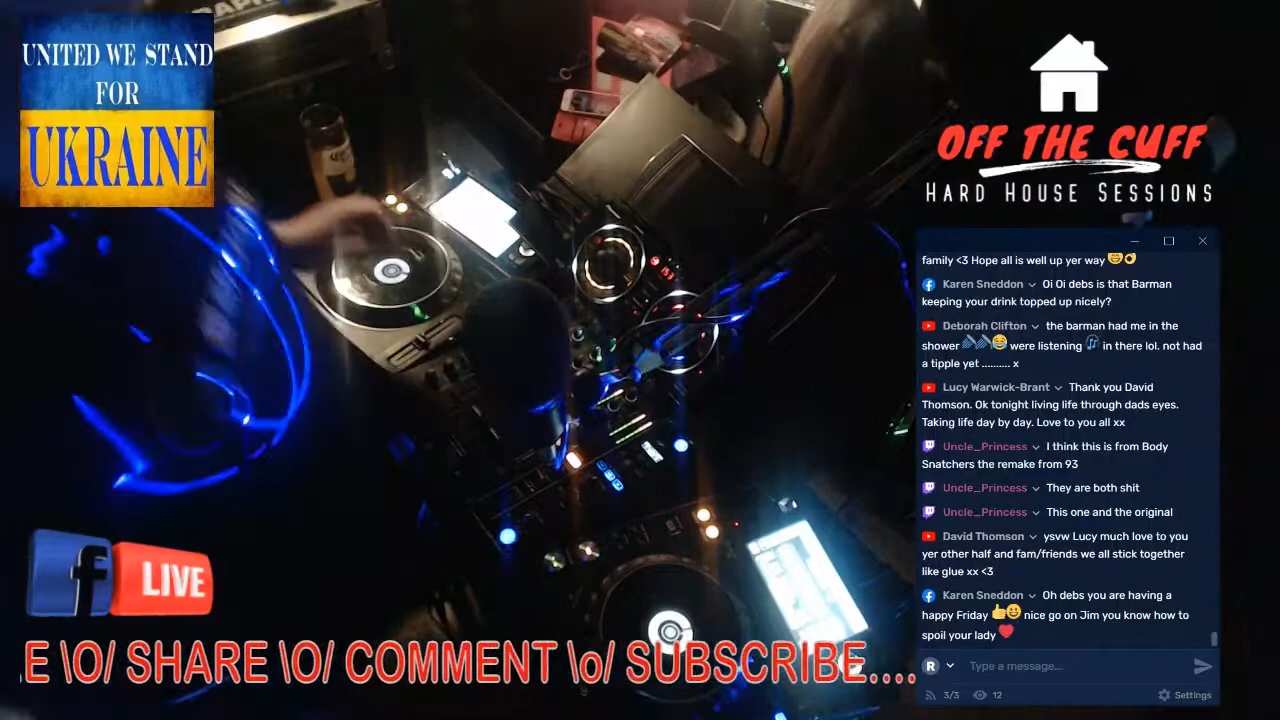 UNITED WE STAND
FOR
UKRAINE
OFF THE CUFF
HARD HOUSE SESSIONS
family <3 Hope all is well up yer way 😁👌
Karen Sneddon Oi Oi debs is that Barman
keeping your drink topped up nicely?
Deborah Clifton the barman had me in the
shower 🚿🚿😂 were listening 🎵 in there lol. not had
a tipple yet .......... x
Lucy Warwick-Brant Thank you David
Thomson. Ok tonight living life through dads eyes.
Taking life day by day. Love to you all xx
Uncle_Princess I think this is from Body
Snatchers the remake from 93
Uncle_Princess They are both shit
Uncle_Princess This one and the original
David Thomson ysvw Lucy much love to you
yer other half and fam/friends we all stick together
like glue xx <3
Karen Sneddon Oh debs you are having a
happy Friday 👍😀 nice go on Jim you know how to
spoil your lady ❤️
R Type a message...
3/3 12 Settings
f LIVE
E \O/ SHARE \O/ COMMENT \o/ SUBSCRIBE....